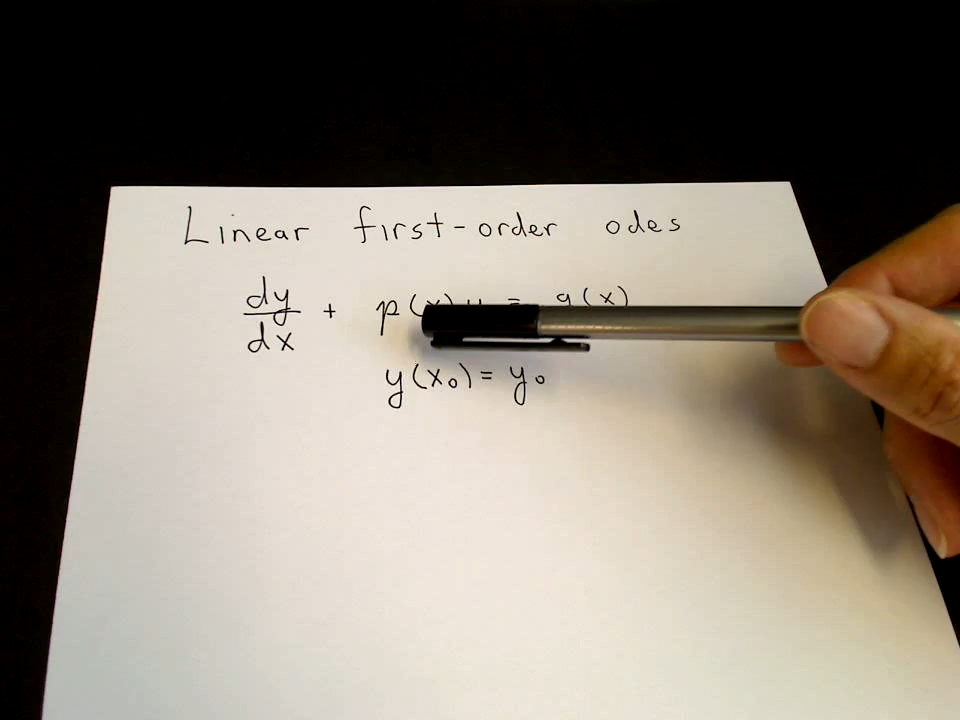 Linear first-order odes
dy/dx + p(x)y = g(x)
y(x₀) = y₀